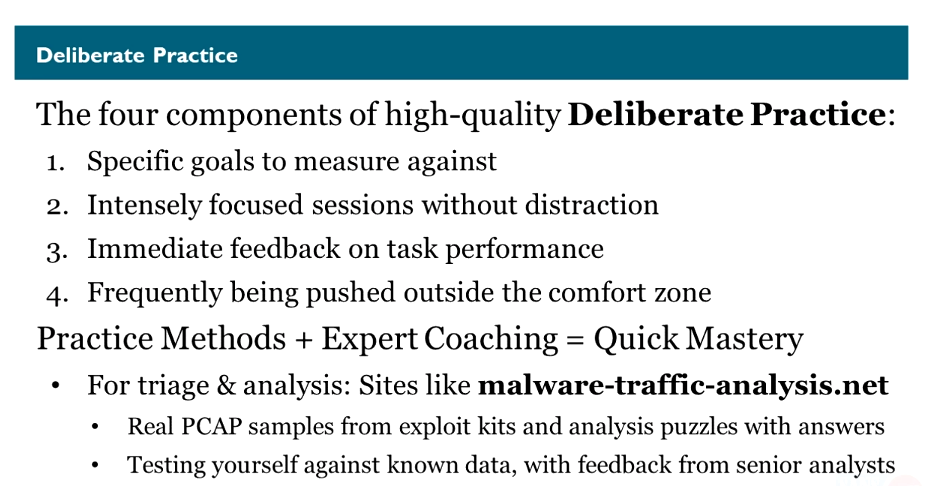 Deliberate Practice
The four components of high-quality Deliberate Practice:
1. Specific goals to measure against
2. Intensely focused sessions without distraction
3. Immediate feedback on task performance
4. Frequently being pushed outside the comfort zone
Practice Methods + Expert Coaching = Quick Mastery
• For triage & analysis: Sites like malware-traffic-analysis.net
• Real PCAP samples from exploit kits and analysis puzzles with answers
• Testing yourself against known data, with feedback from senior analysts